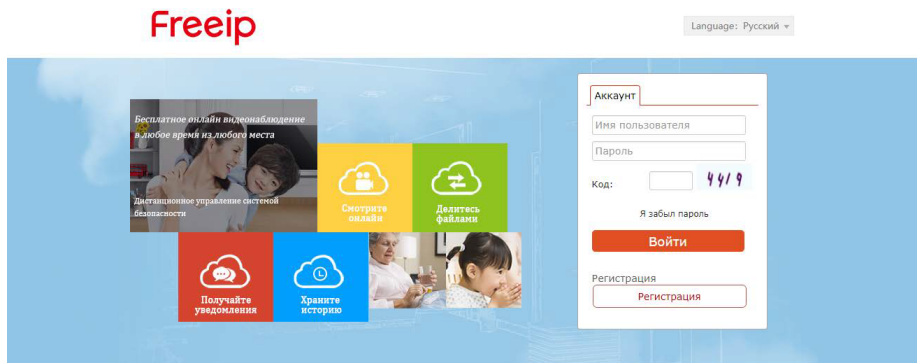 Freeip
Language: Русский
Бесплатное онлайн видеонаблюдение
в любое время из любого места
Дистанционное управление системой
безопасности
Смотрите
онлайн
Делитесь
файлами
Получайте
уведомления
Храните
историю
Аккаунт
Имя пользователя
Пароль
Код:
4419
Я забыл пароль
Войти
Регистрация
Регистрация